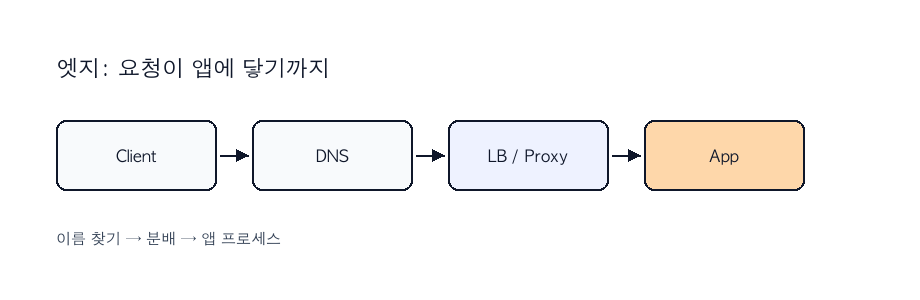 엣지: 요청이 앱에 닿기까지
Client
DNS
LB / Proxy
App
이름 찾기 → 분배 → 앱 프로세스